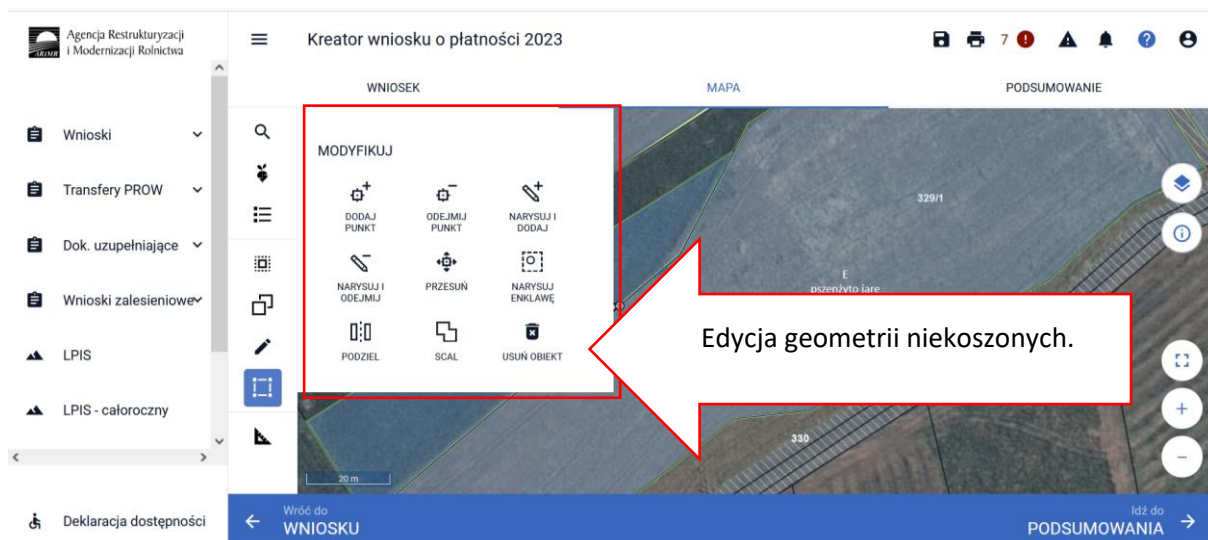 ARiMR
Agencja Restrukturyzacji
i Modernizacji Rolnictwa
Kreator wniosku o płatności 2023
7
WNIOSEK
MAPA
PODSUMOWANIE
Wnioski
Transfery PROW
Dok. uzupełniające
Wnioski zalesieniowe
LPIS
LPIS - całoroczny
Deklaracja dostępności
MODYFIKUJ
DODAJ
PUNKT
ODEJMIJ
PUNKT
NARYSUJ I
DODAJ
NARYSUJ I
ODEJMIJ
PRZESUŃ
NARYSUJ
ENKLAWĘ
PODZIEL
SCAL
USUŃ OBIEKT
329/1
E
pszenżyto jare
Edycja geometrii niekoszonych.
330
20 m
Wróć do
WNIOSKU
Idź do
PODSUMOWANIA